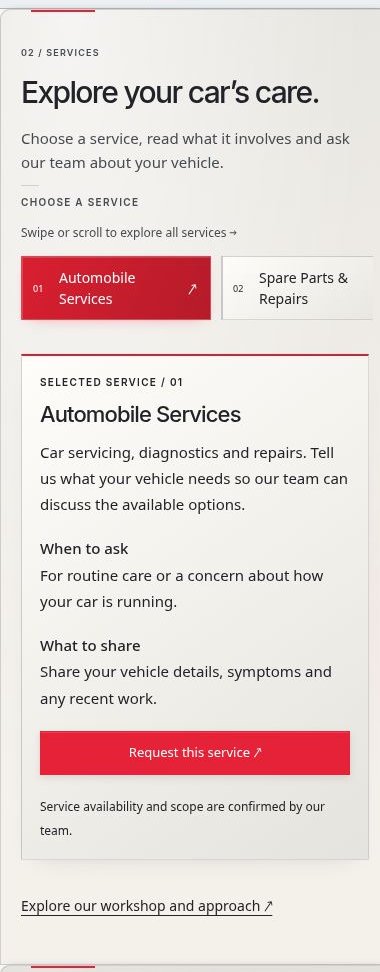 02 / SERVICES
Explore your car’s care.
Choose a service, read what it involves and ask
our team about your vehicle.
CHOOSE A SERVICE
Swipe or scroll to explore all services →
01 Automobile Services ↗
02 Spare Parts & Repairs
SELECTED SERVICE / 01
Automobile Services
Car servicing, diagnostics and repairs. Tell
us what your vehicle needs so our team can
discuss the available options.
When to ask
For routine care or a concern about how
your car is running.
What to share
Share your vehicle details, symptoms and
any recent work.
Request this service ↗
Service availability and scope are confirmed by our
team.
Explore our workshop and approach ↗